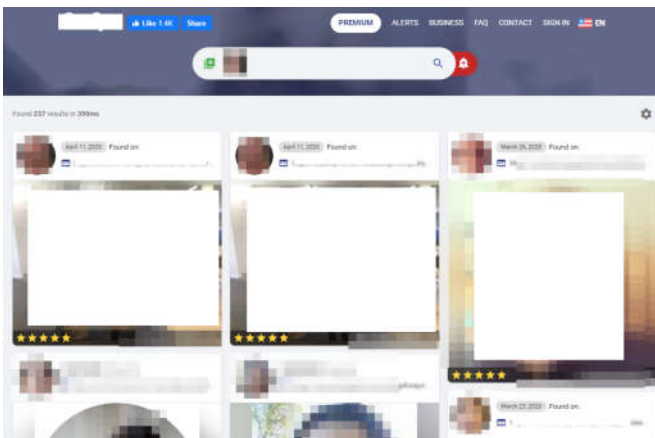 Like 1.4K Share
PREMIUM ALERTS BUSINESS FAQ CONTACT SIGN IN EN
Found 237 results in 390ms
April 11, 2020 Found on
April 11, 2020 Found on
March 26, 2020 Found on
March 23, 2020 Found on